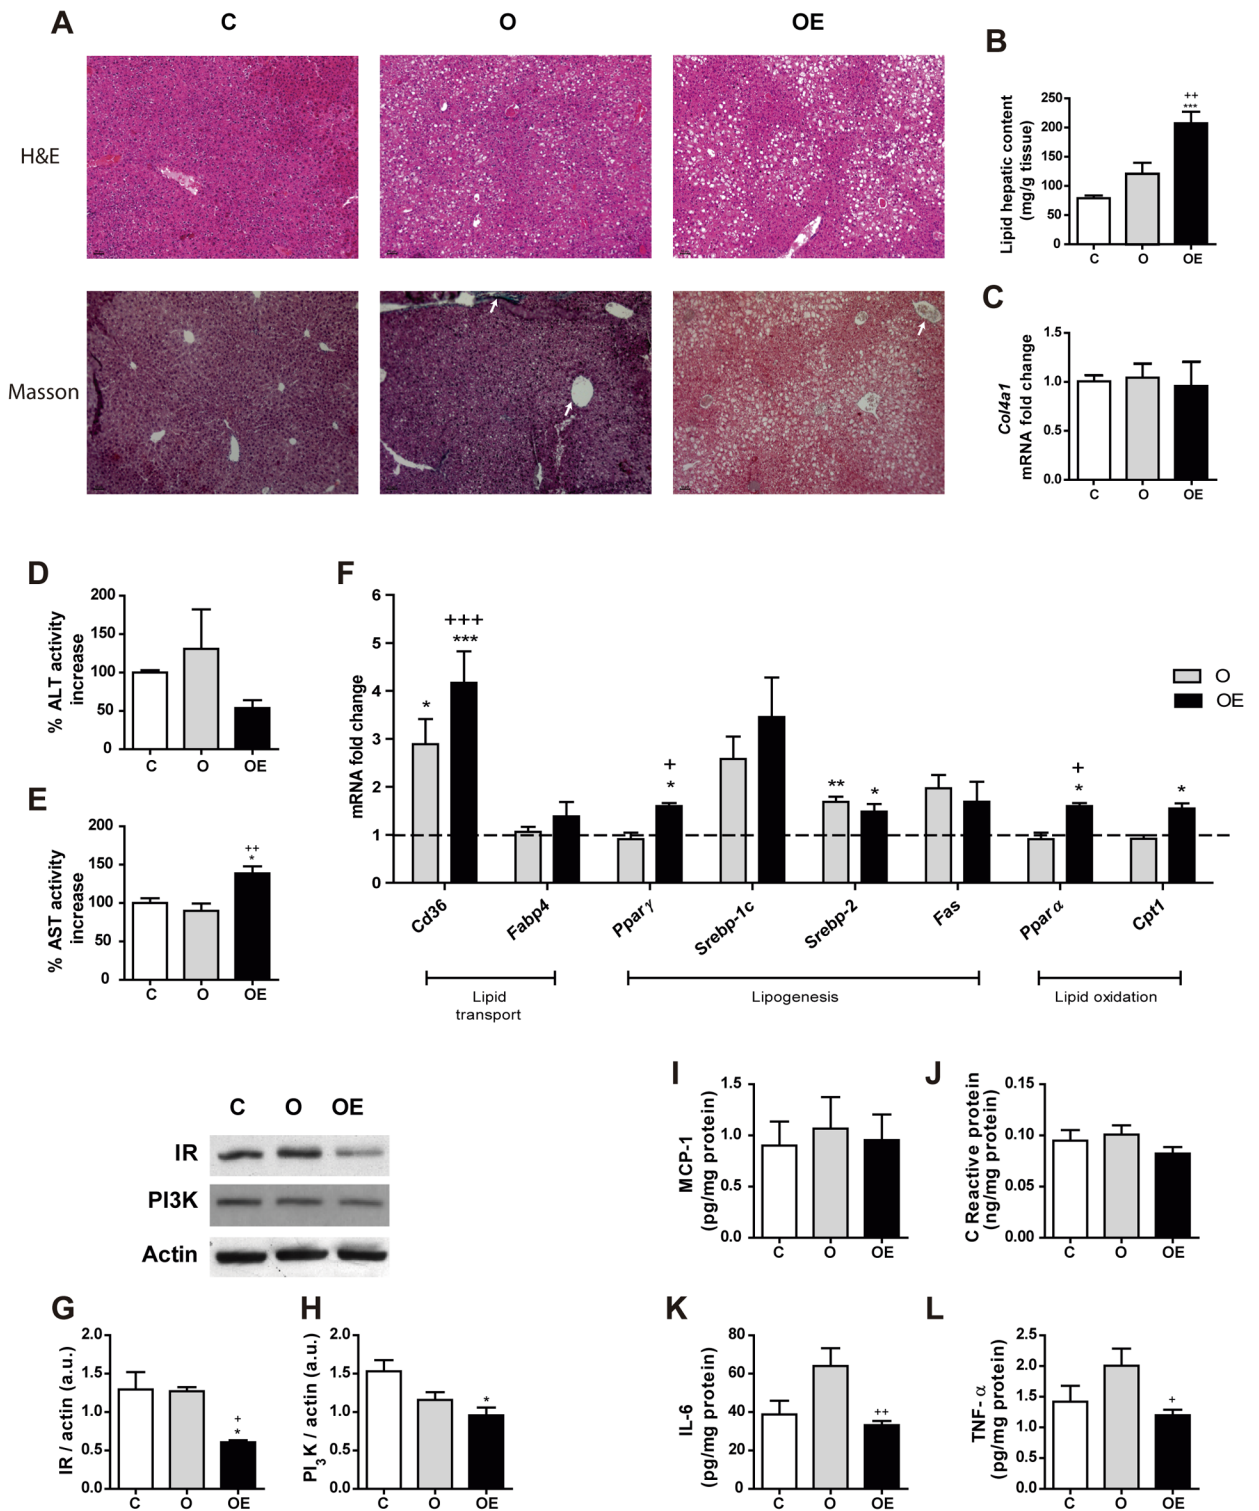 A
C
O
OE
H&E
Masson
B
Lipid hepatic content
(mg/g tissue)
250
200
150
100
50
0
++
***
C O OE
C
Col4a1
mRNA fold change
1.5
1.0
0.5
0.0
C O OE
D
% ALT activity
increase
200
150
100
50
0
C O OE
E
% AST activity
increase
200
150
100
50
0
++
*
C O OE
F
mRNA fold change
6
5
4
3
2
1
0
*
+++
***
+
*
**
*
+
*
*
O
OE
Cd36
Fabp4
Pparγ
Srebp-1c
Srebp-2
Fas
Pparα
Cpt1
Lipid
transport
Lipogenesis
Lipid oxidation
C O OE
IR
PI3K
Actin
G
IR / actin (a.u.)
2.0
1.5
1.0
0.5
0.0
+
*
C O OE
H
PI3K / actin (a.u.)
2.0
1.5
1.0
0.5
0.0
*
C O OE
I
MCP-1
(pg/mg protein)
1.5
1.0
0.5
0.0
C O OE
J
C Reactive protein
(ng/mg protein)
0.15
0.10
0.05
0.00
C O OE
K
IL-6
(pg/mg protein)
80
60
40
20
0
++
C O OE
L
TNF- α
(pg/mg protein)
2.5
2.0
1.5
1.0
0.5
0.0
+
C O OE